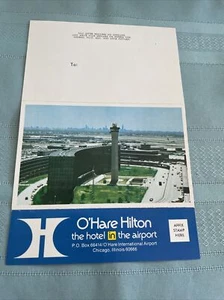 To:
O'Hare Hilton
the hotel in the airport
P.O. Box 66414/O'Hare International Airport
Chicago, Illinois 60666
AFFIX
STAMP
HERE